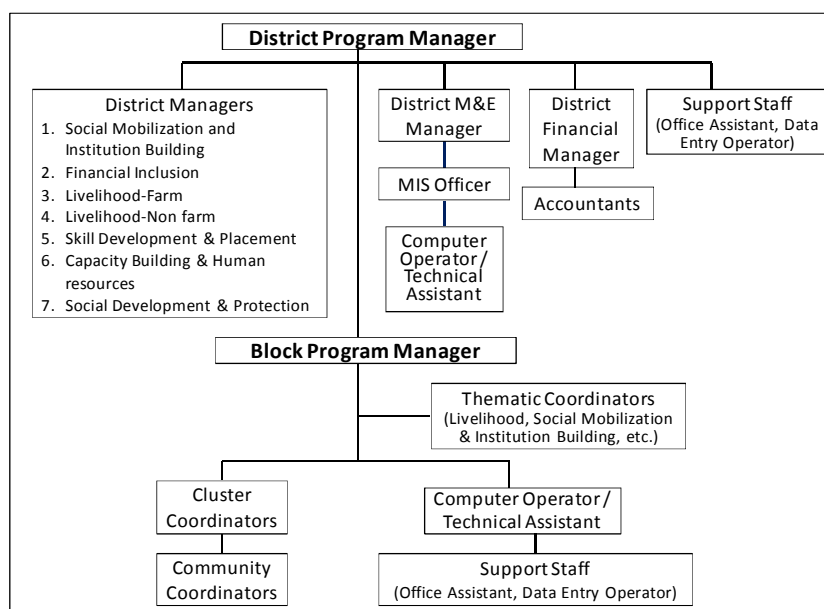 District Program Manager
District Managers
1. Social Mobilization and
Institution Building
2. Financial Inclusion
3. Livelihood-Farm
4. Livelihood-Non farm
5. Skill Development & Placement
6. Capacity Building & Human
resources
7. Social Development & Protection
District M&E
Manager
MIS Officer
Computer
Operator /
Technical
Assistant
District
Financial
Manager
Accountants
Support Staff
(Office Assistant, Data
Entry Operator)
Block Program Manager
Thematic Coordinators
(Livelihood, Social Mobilization
& Institution Building, etc.)
Cluster
Coordinators
Community
Coordinators
Computer Operator /
Technical Assistant
Support Staff
(Office Assistant, Data Entry Operator)